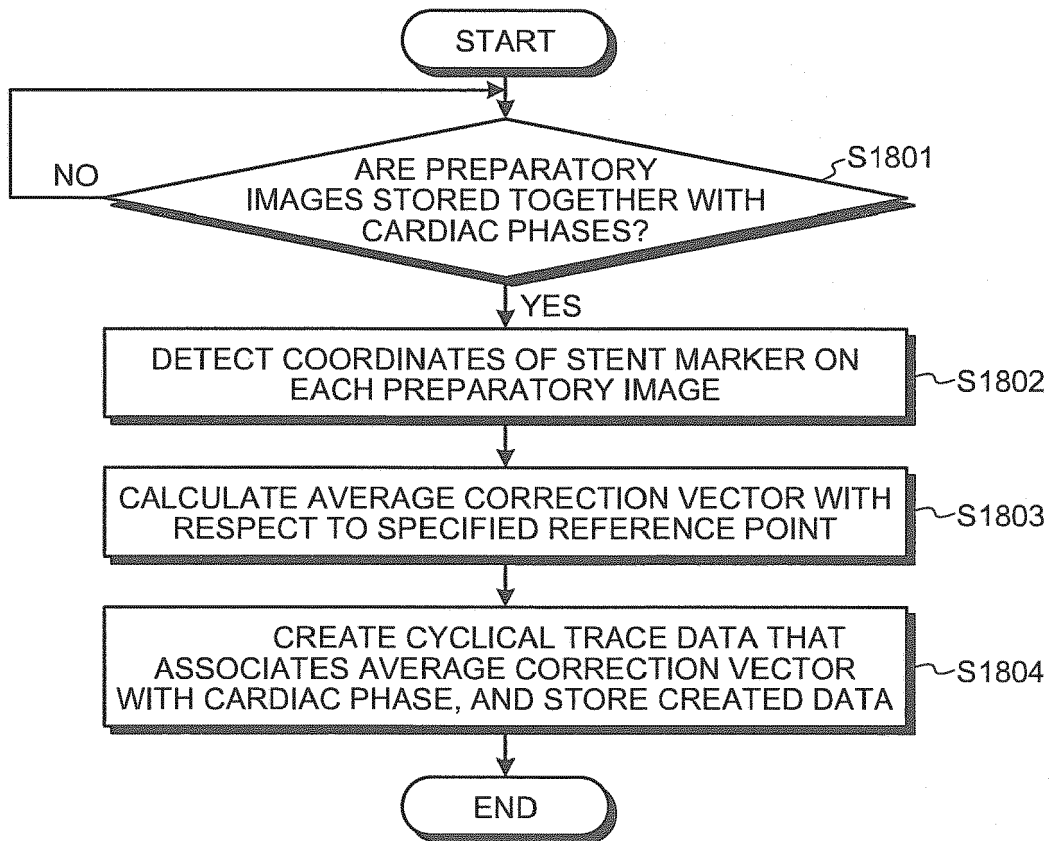 START
ARE PREPARATORY
IMAGES STORED TOGETHER WITH
CARDIAC PHASES?
S1801
NO
YES
DETECT COORDINATES OF STENT MARKER ON
EACH PREPARATORY IMAGE
S1802
CALCULATE AVERAGE CORRECTION VECTOR WITH
RESPECT TO SPECIFIED REFERENCE POINT
S1803
CREATE CYCLICAL TRACE DATA THAT
ASSOCIATES AVERAGE CORRECTION VECTOR
WITH CARDIAC PHASE, AND STORE CREATED DATA
S1804
END